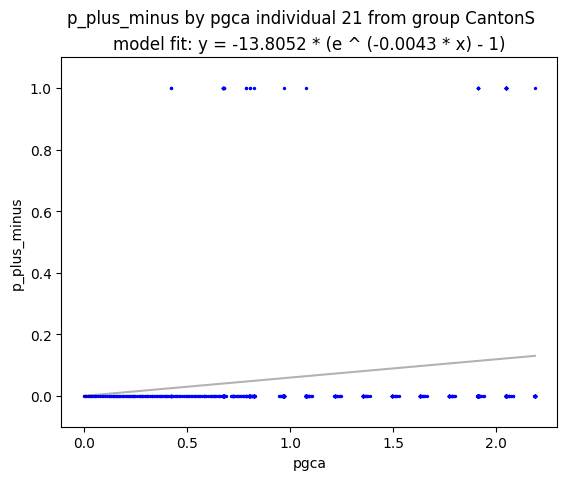 p_plus_minus by pgca individual 21 from group CantonS
model fit: y = -13.8052 * (e ^ (-0.0043 * x) - 1)
1.0
0.8
0.6
0.4
0.2
0.0
p_plus_minus
0.0 0.5 1.0 1.5 2.0
pgca